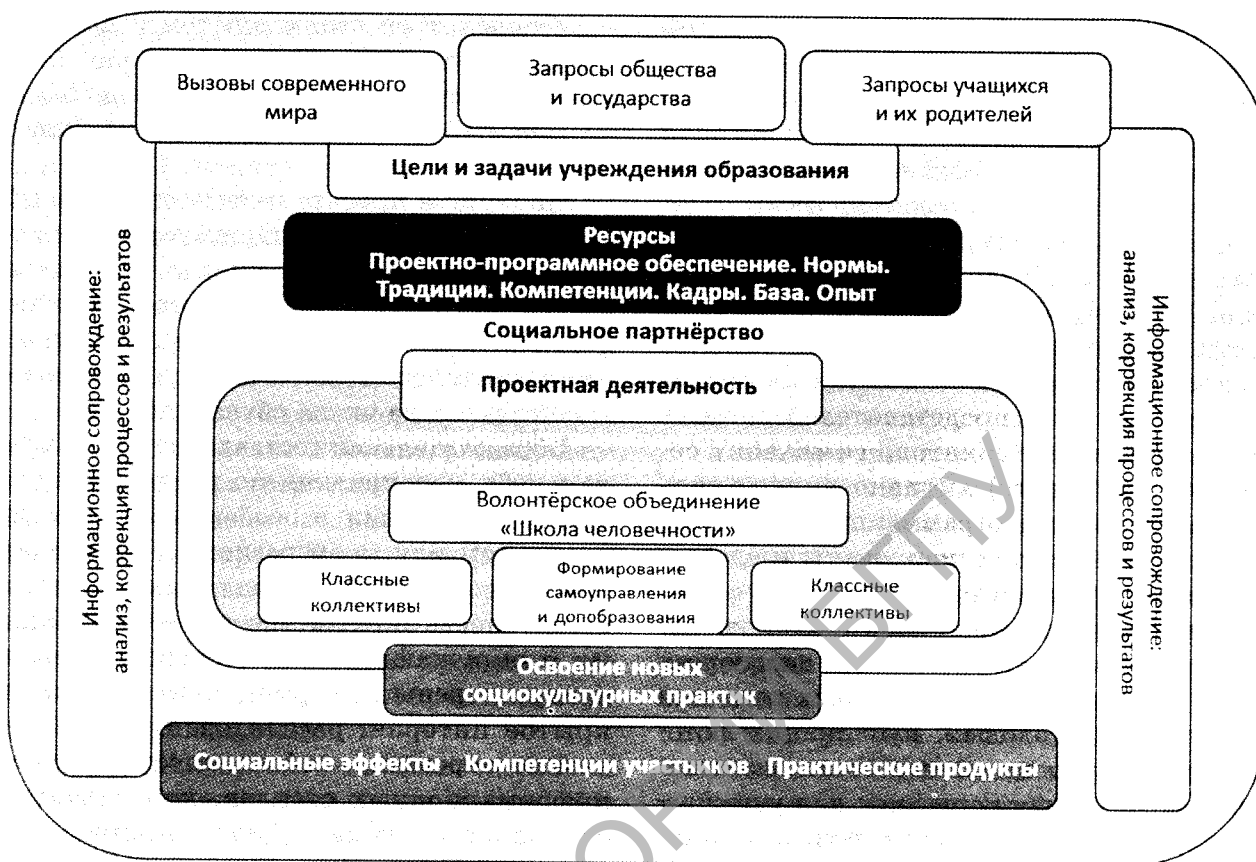 Вызовы современного
мира
Запросы общества
и государства
Запросы учащихся
и их родителей
Цели и задачи учреждения образования
Ресурсы
Проектно-программное обеспечение. Нормы.
Традиции. Компетенции. Кадры. База. Опыт
Информационное сопровождение:
анализ, коррекция процессов и результатов
Социальное партнёрство
Проектная деятельность
Волонтёрское объединение
«Школа человечности»
Классные
коллективы
Формирование
самоуправления
и допобразования
Классные
коллективы
Освоение новых
социокультурных практик
Социальные эффекты Компетенции участников Практические продукты
Информационное сопровождение:
анализ, коррекция процессов и результатов
БГПУ